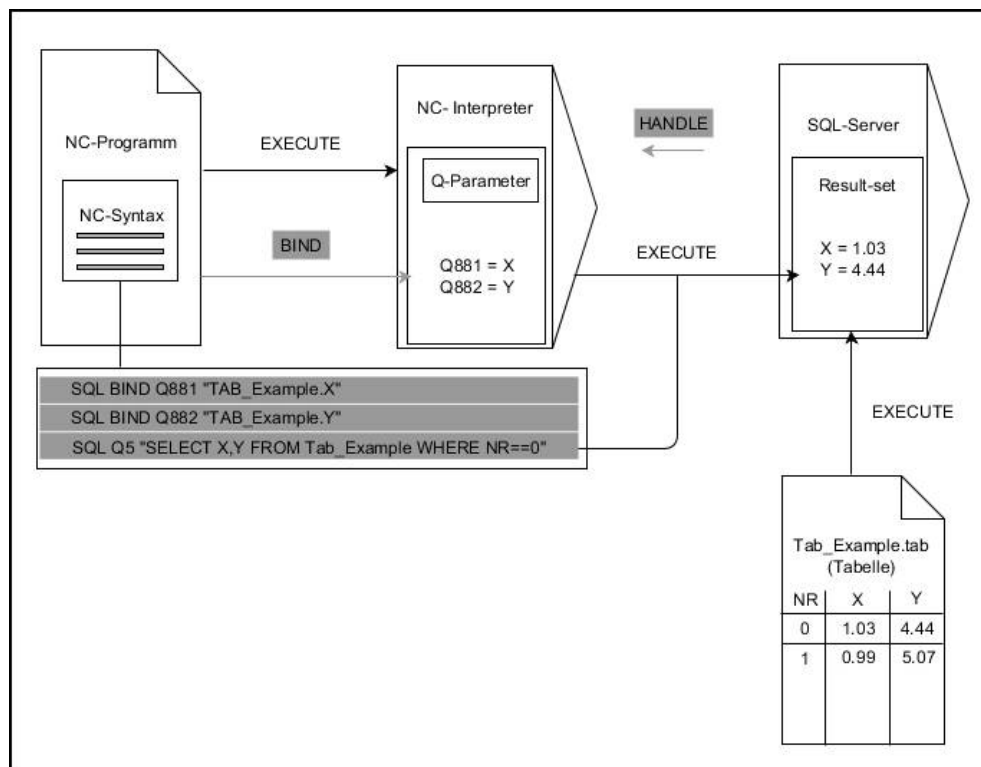 NC-Programm
NC-Syntax
EXECUTE
BIND
NC- Interpreter
Q-Parameter
Q881 = X
Q882 = Y
HANDLE
EXECUTE
SQL-Server
Result-set
X = 1.03
Y = 4.44
SQL BIND Q881 "TAB_Example.X"
SQL BIND Q882 "TAB_Example.Y"
SQL Q5 "SELECT X,Y FROM Tab_Example WHERE NR==0"
EXECUTE
Tab_Example.tab
(Tabelle)
NR X Y
0 1.03 4.44
1 0.99 5.07